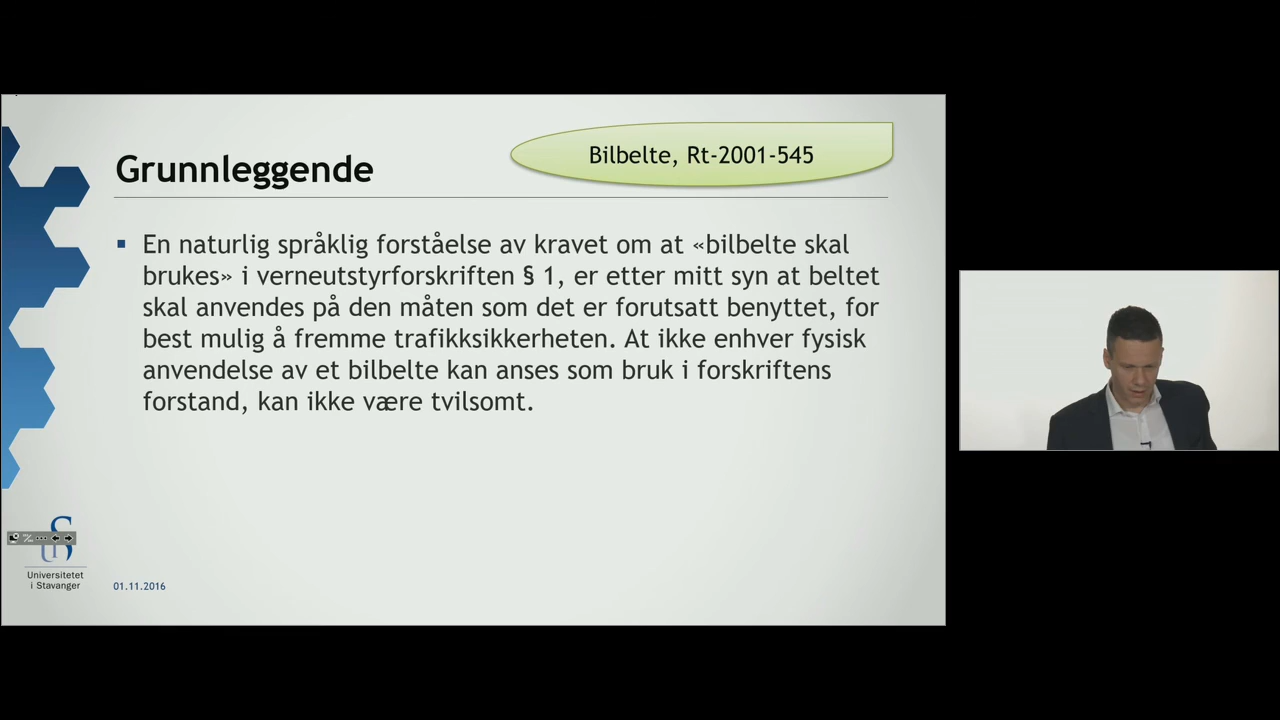 Grunnleggende
Bilbelte, Rt-2001-545
▪ En naturlig språklig forståelse av kravet om at «bilbelte skal
brukes» i verneutstyrforskriften § 1, er etter mitt syn at beltet
skal anvendes på den måten som det er forutsatt benyttet, for
best mulig å fremme trafikksikkerheten. At ikke enhver fysisk
anvendelse av et bilbelte kan anses som bruk i forskriftens
forstand, kan ikke være tvilsomt.
Universitetet
i Stavanger
01.11.2016